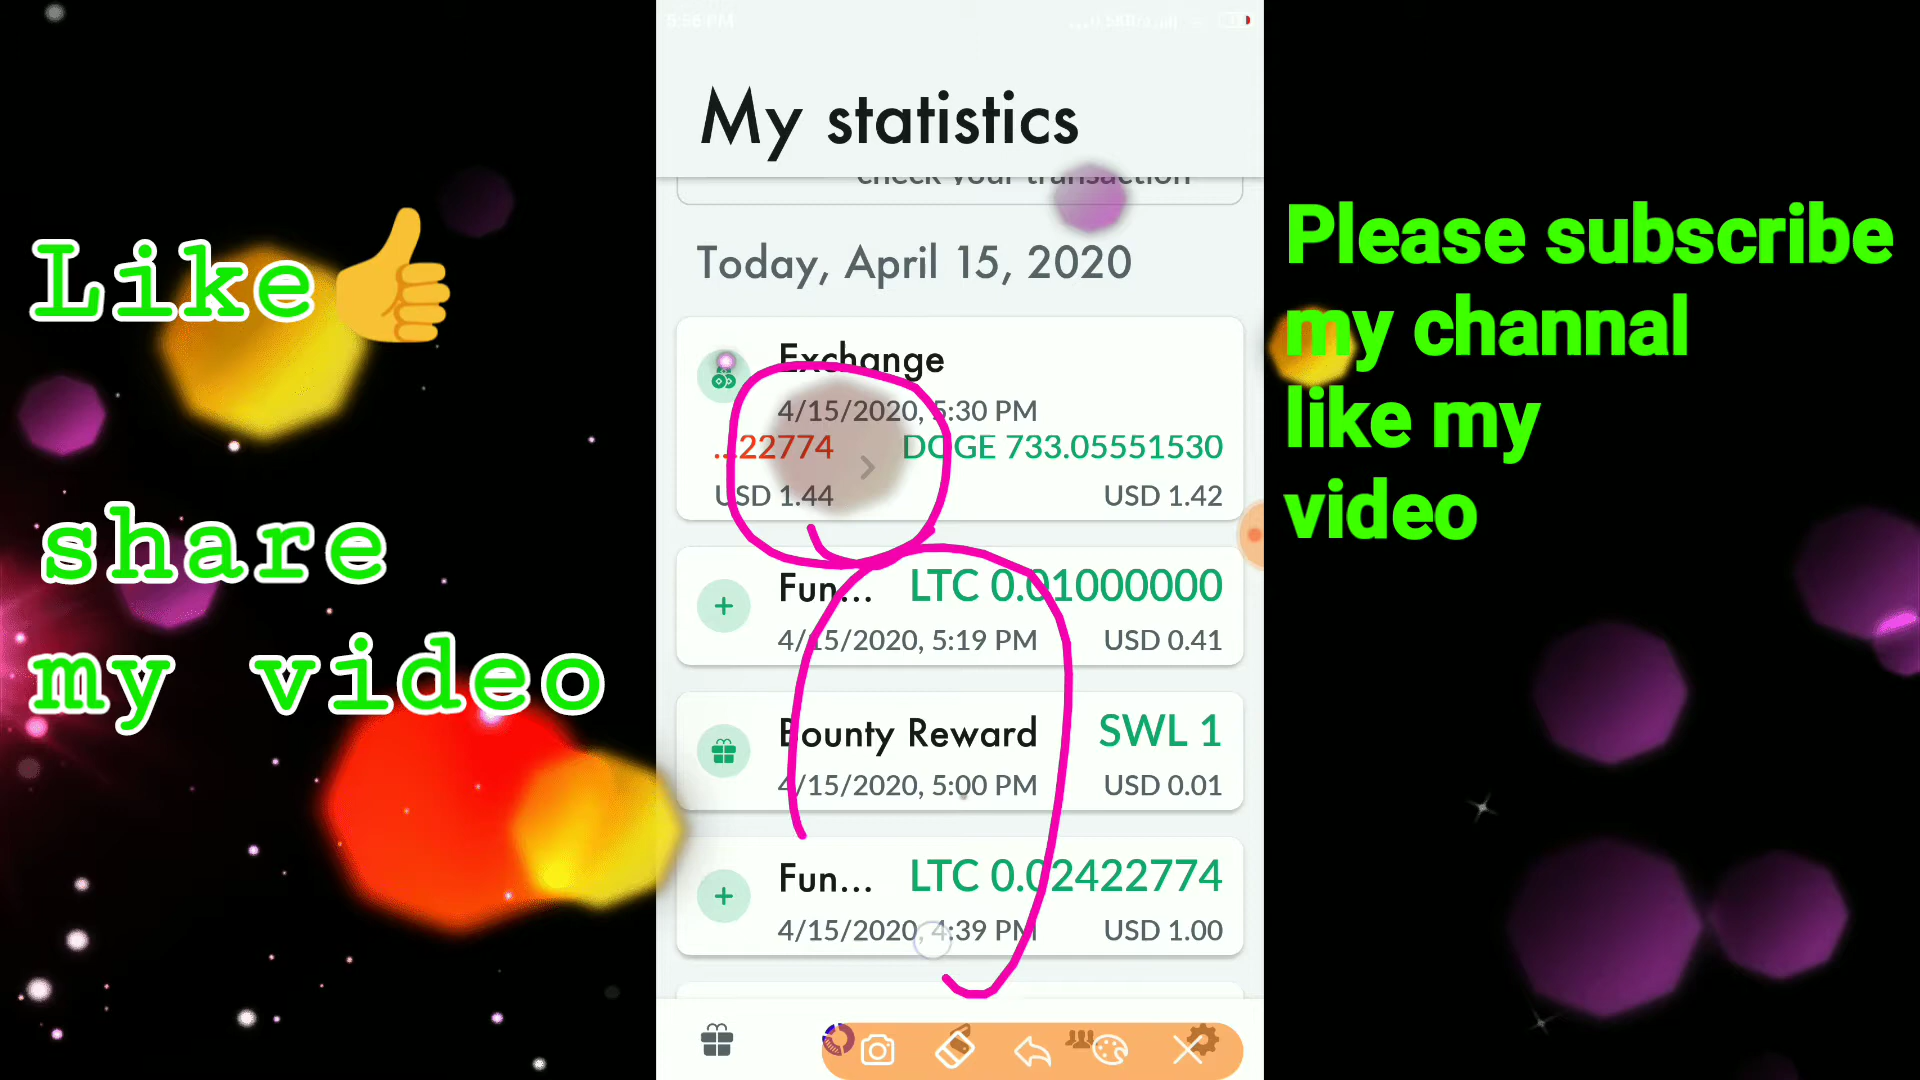 Like👍
share
my video
My statistics
check your transaction
Today, April 15, 2020
Exchange
4/15/2020, 5:30 PM
..22774 DOGE 733.05551530
USD 1.44 USD 1.42
Fun... LTC 0.01000000
4/15/2020, 5:19 PM USD 0.41
Bounty Reward SWL 1
4/15/2020, 5:00 PM USD 0.01
Fun... LTC 0.02422774
4/15/2020, 4:39 PM USD 1.00
Please subscribe
my channal
like my
video